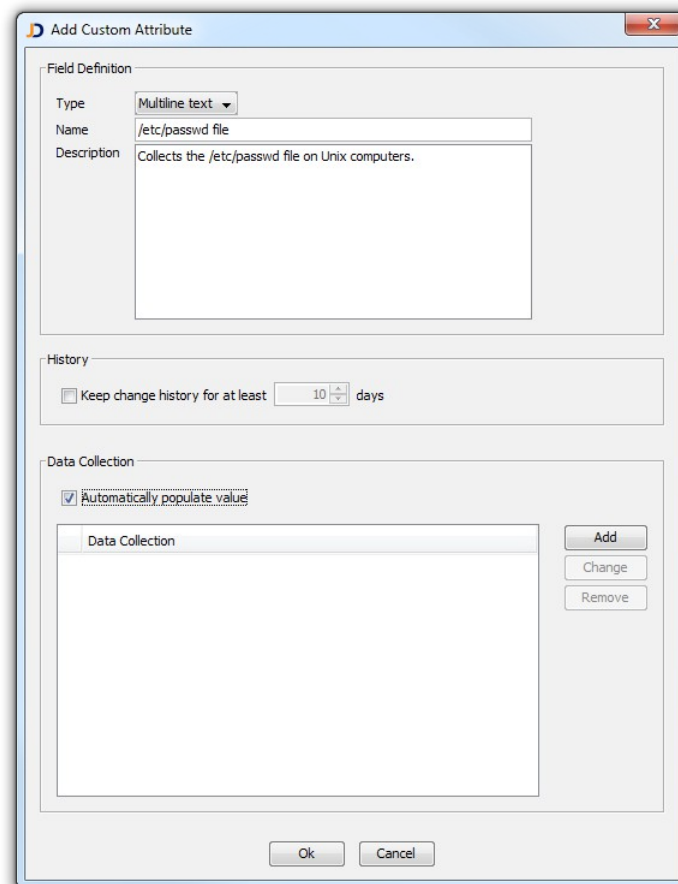 Add Custom Attribute
Field Definition
Type Multiline text
Name /etc/passwd file
Description Collects the /etc/passwd file on Unix computers.
History
Keep change history for at least 10 days
Data Collection
Automatically populate value
Data Collection
Add
Change
Remove
Ok Cancel